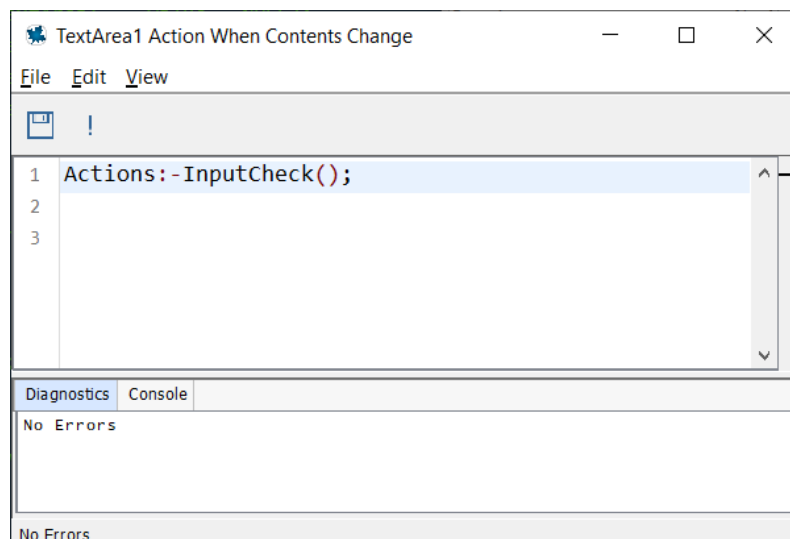 TextArea1 Action When Contents Change
File Edit View
!
1 Actions:-InputCheck();
2
3
Diagnostics Console
No Errors
No Errors